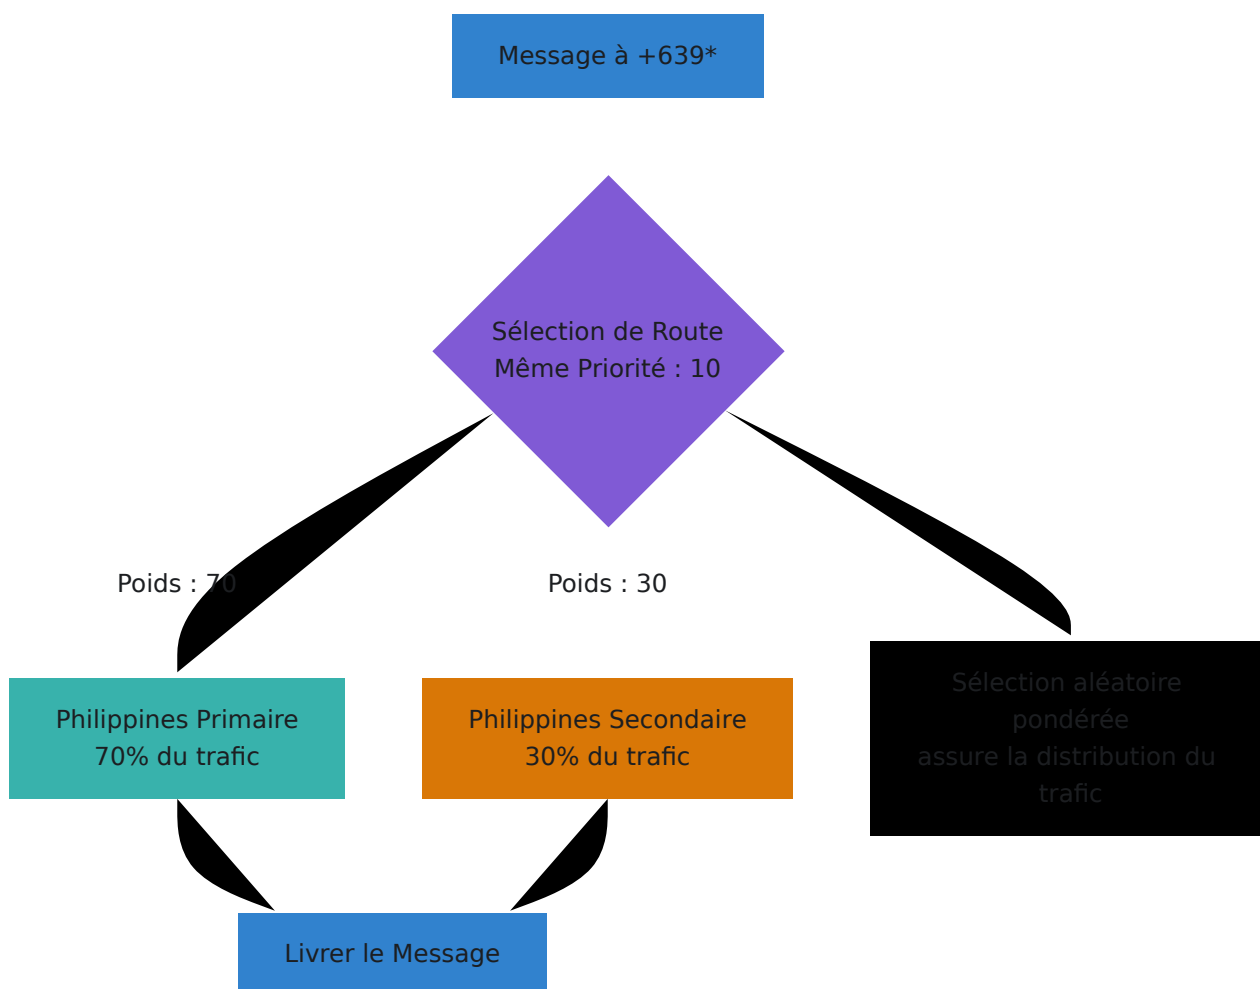 Message à +639*
Sélection de Route
Même Priorité : 10
Poids : 70
Poids : 30
Philippines Primaire
70% du trafic
Philippines Secondaire
30% du trafic
Sélection aléatoire
pondérée
assure la distribution du
trafic
Livrer le Message